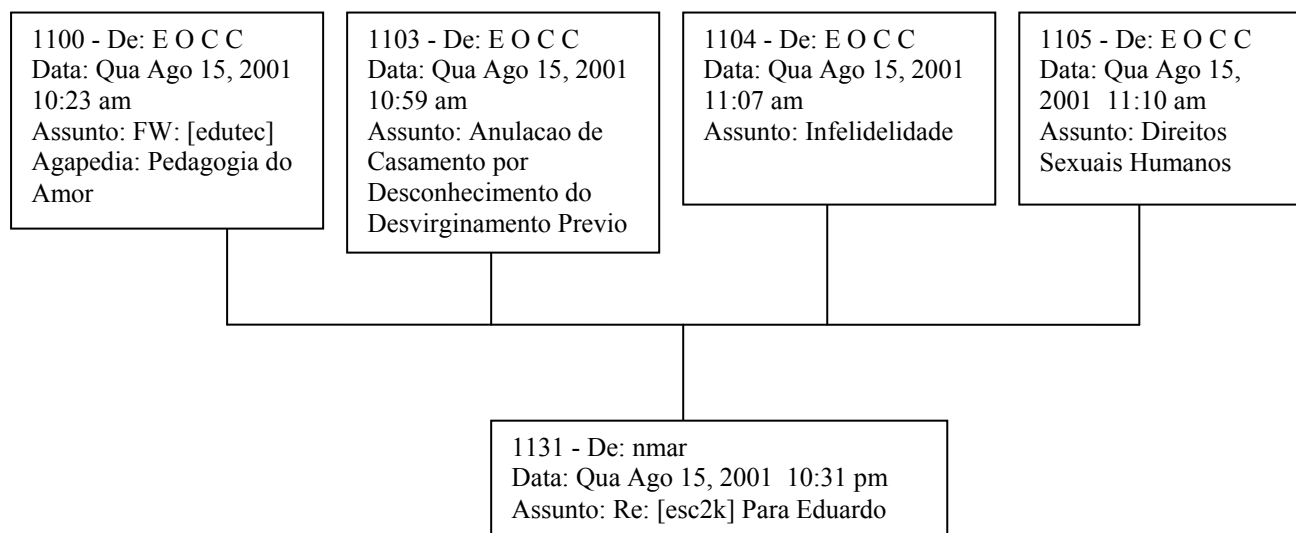 1100 - De: E O C C
Data: Qua Ago 15, 2001
10:23 am
Assunto: FW: [edutec]
Agapedia: Pedagogia do
Amor
1103 - De: E O C C
Data: Qua Ago 15, 2001
10:59 am
Assunto: Anulacao de
Casamento por
Desconhecimento do
Desvirginamento Previo
1104 - De: E O C C
Data: Qua Ago 15, 2001
11:07 am
Assunto: Infelidelidade
1105 - De: E O C C
Data: Qua Ago 15,
2001  11:10 am
Assunto: Direitos
Sexuais Humanos
1131 - De: nmar
Data: Qua Ago 15, 2001  10:31 pm
Assunto: Re: [esc2k] Para Eduardo